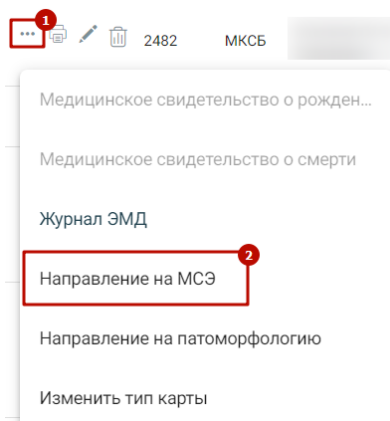 1
... 2482 МКСБ
Медицинское свидетельство о рожден...
Медицинское свидетельство о смерти
Журнал ЭМД
2
Направление на МСЭ
Направление на патоморфологию
Изменить тип карты